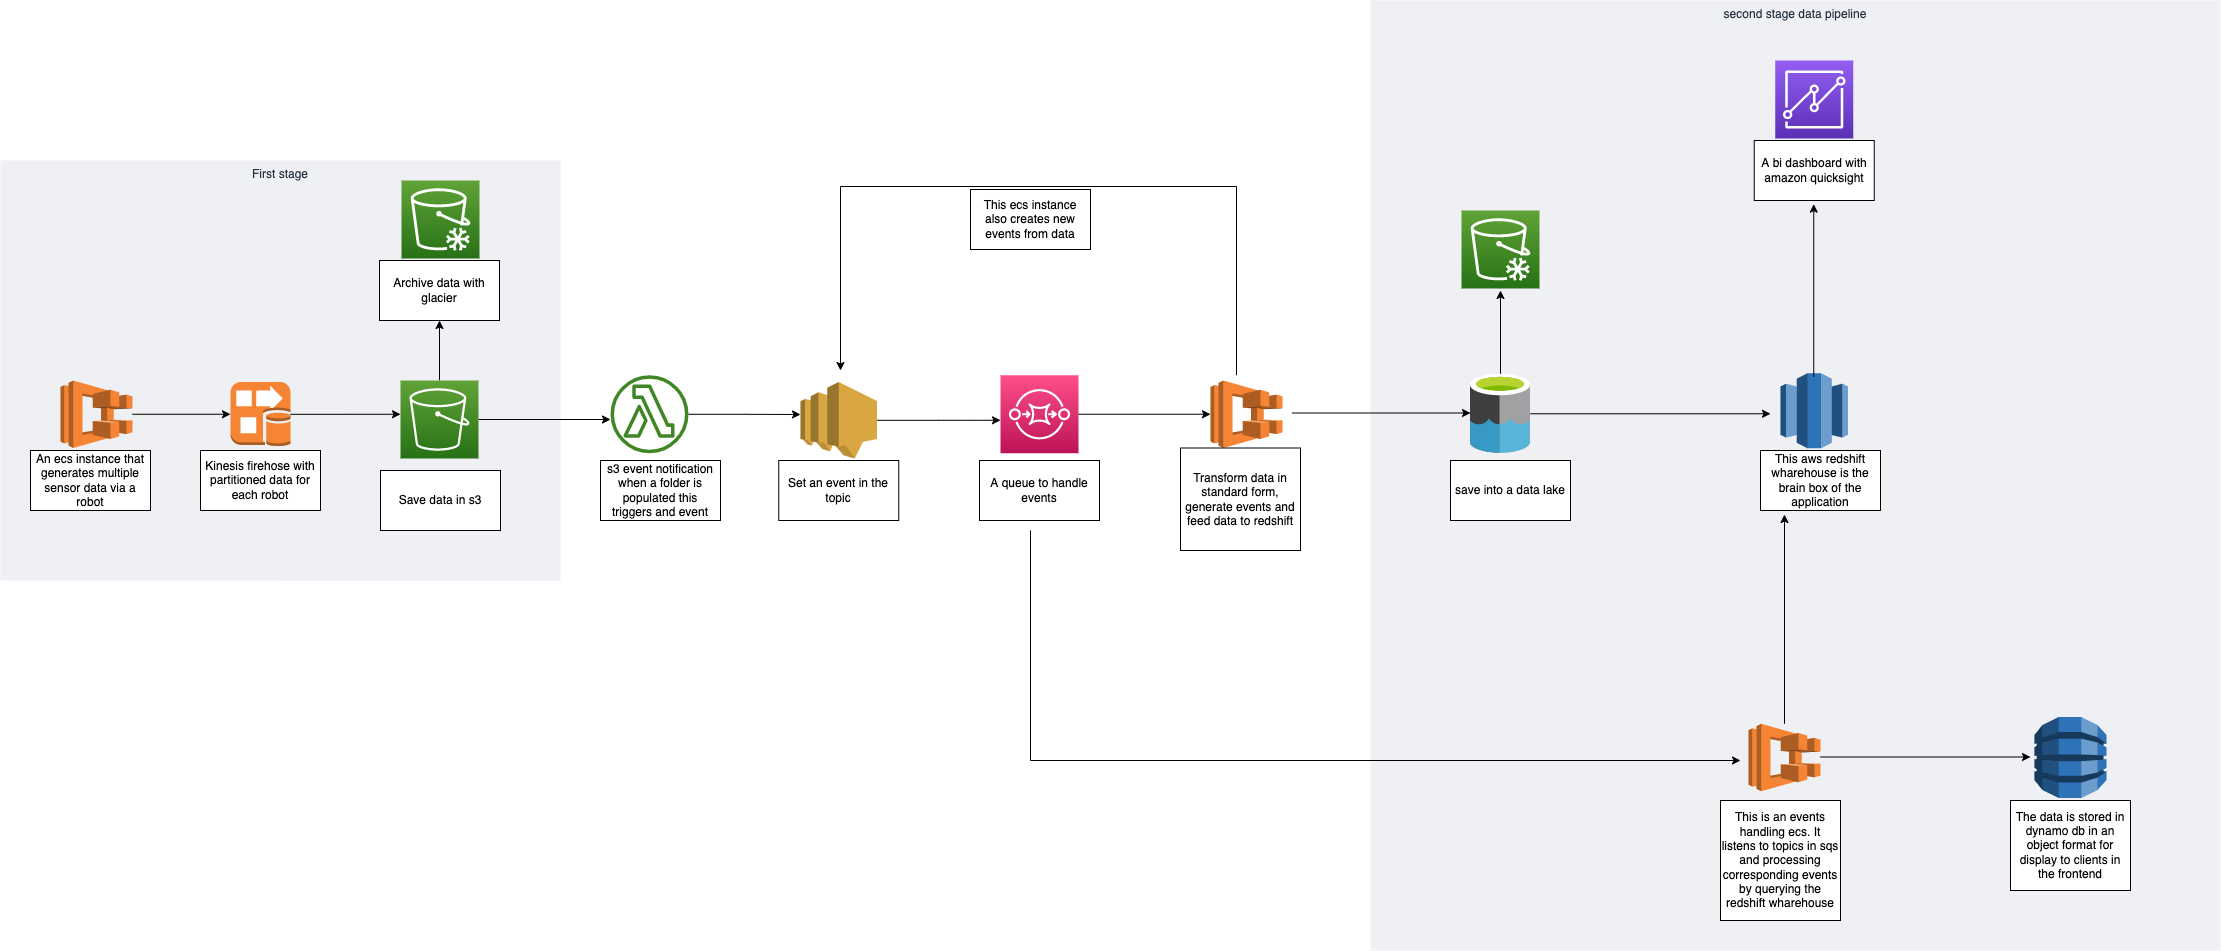 second stage data pipeline
A bi dashboard with
amazon quicksight
First stage
Archive data with
glacier
This ecs instance
also creates new
events from data
An ecs instance that
generates multiple
sensor data via a
robot
Kinesis firehose with
partitioned data for
each robot
Save data in s3
s3 event notification
when a folder is
populated this
triggers and event
Set an event in the
topic
A queue to handle
events
Transform data in
standard form,
generate events and
feed data to redshift
save into a data lake
This aws redshift
wharehouse is the
brain box of the
application
This is an events
handling ecs. It
listens to topics in sqs
and processing
corresponding events
by querying the
redshift wharehouse
The data is stored in
dynamo db in an
object format for
display to clients in
the frontend